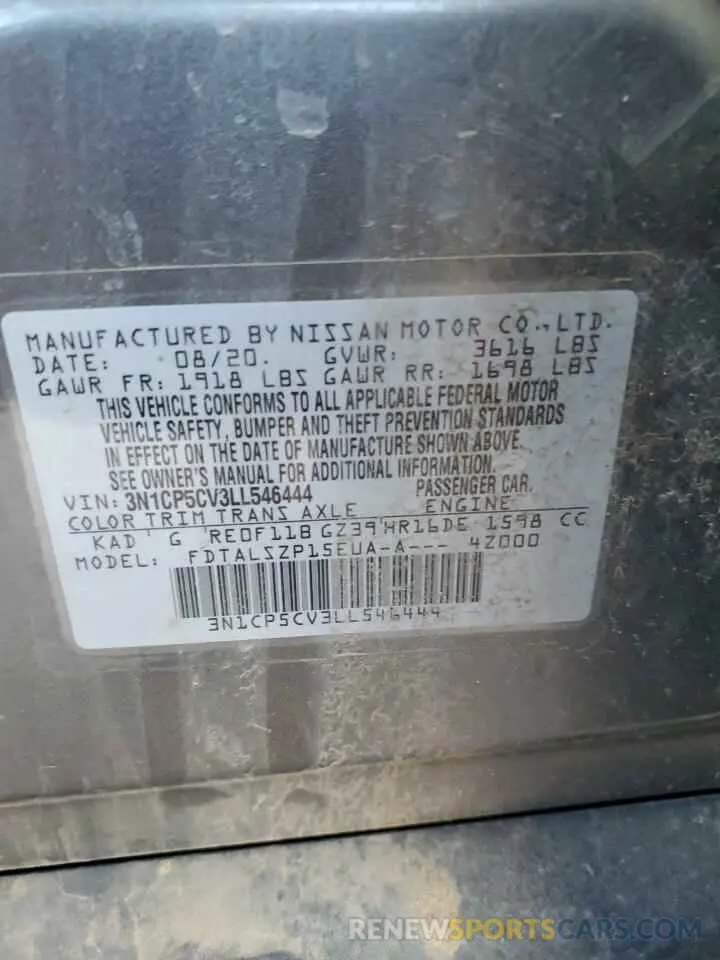 MANUFACTURED BY NISSAN MOTOR CO., LTD.
DATE: 08/20. GVWR: 3616 LBS
GAWR FR: 1918 LBS GAWR RR: 1698 LBS
THIS VEHICLE CONFORMS TO ALL APPLICABLE FEDERAL MOTOR
VEHICLE SAFETY, BUMPER AND THEFT PREVENTION STANDARDS
IN EFFECT ON THE DATE OF MANUFACTURE SHOWN ABOVE.
SEE OWNER'S MANUAL FOR ADDITIONAL INFORMATION.
VIN: 3N1CP5CV3LL546444 PASSENGER CAR.
COLOR TRIM TRANS AXLE ENGINE
KAD G RE0F11B GZ39 HR16DE 1598 CC
MODEL: FDTALSZP15EUA-A--- 4Z000
3N1CP5CV3LL546444
RENEWSPORTSCARS.COM